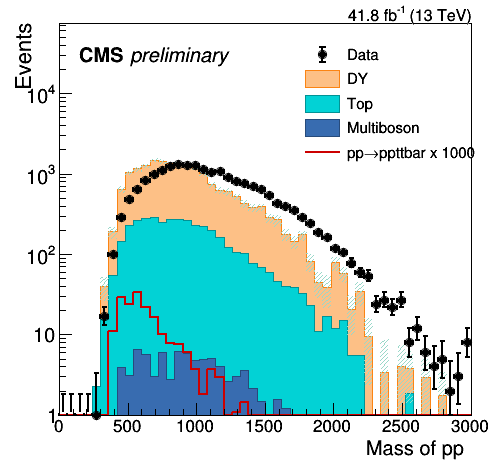 41.8 fb⁻¹ (13 TeV)
Events
CMS preliminary
Data
DY
Top
Multiboson
pp→ppttbar x 1000
10⁴
10³
10²
10
1
0 500 1000 1500 2000 2500 3000
Mass of pp